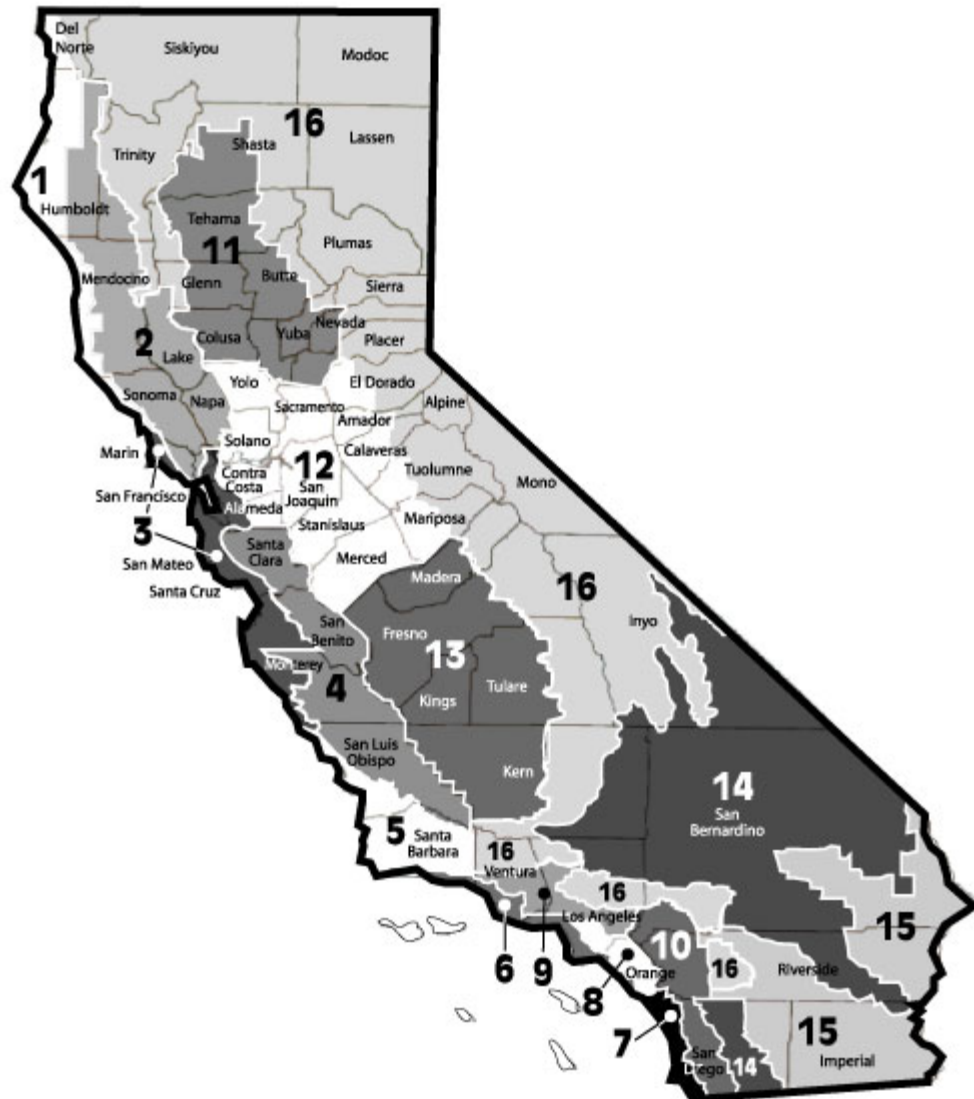 Del
Norte
Siskiyou
Modoc
16
Shasta
Lassen
Trinity
1
Humboldt
Tehama
11
Plumas
Mendocino
Glenn
Butte
Sierra
Nevada
2
Colusa
Yuba
Placer
Lake
Yolo
El Dorado
Sonoma
Napa
Sacramento
Alpine
Amador
Marin
Solano
Calaveras
12
Contra
Costa
San
Joaquin
Tuolumne
Mono
San Francisco
Alameda
Stanislaus
Mariposa
3
Santa
Clara
Merced
San Mateo
Madera
16
Santa Cruz
San
Benito
Fresno
Inyo
13
Monterey
4
Kings
Tulare
San Luis
Obispo
Kern
14
San
Bernardino
5
Santa
Barbara
16
Ventura
16
Los Angeles
15
10
6
9
8
Orange
16
Riverside
7
15
San
Diego
14
Imperial